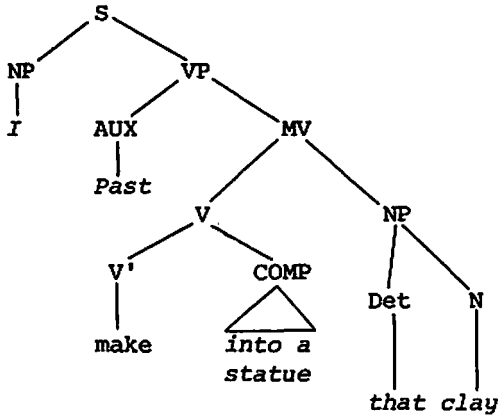 S
NP VP
I AUX MV
Past
V NP
V' COMP Det N
make into a
statue
that clay